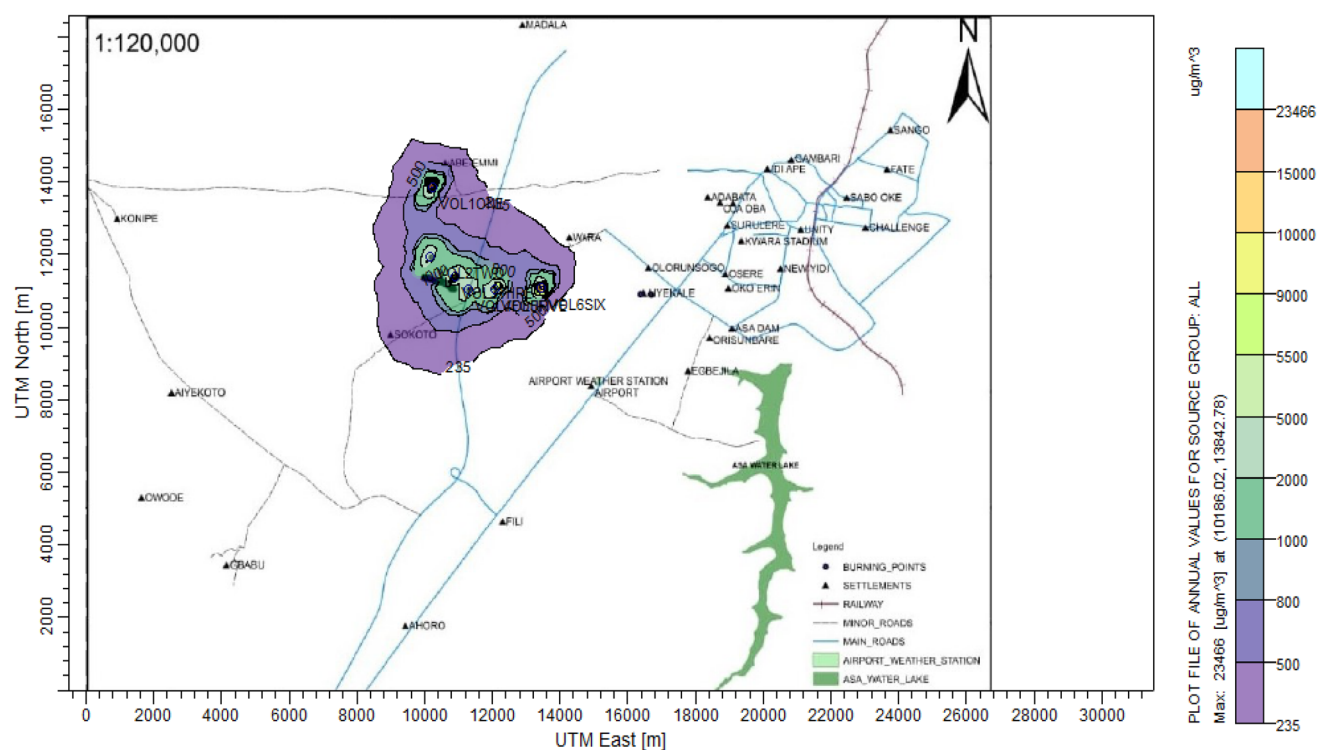 1:120,000
N
MADALA
SANGO
GAMBARI
IDI APE
FATE
ADABATA
SABO OKE
OJA OBA
SURULERE
UNITY
CHALLENGE
KWARA STADIUM
KONIPE
WARA
OLORUNSOGO
OSERE
NEW YIDI
OKO ERIN
AIYEKALE
ASA DAM
ORISUNBARE
EGBEJILA
AIRPORT WEATHER STATION
AIRPORT
500
VOL1ONE
VOL6SIX
500
SOKOTO
235
AIYEKOTO
ASA WATER LAKE
OWODE
FILI
GBABU
AHORO
Legend
BURNING_POINTS
SETTLEMENTS
RAILWAY
MINOR_ROADS
MAIN_ROADS
AIRPORT_WEATHER_STATION
ASA_WATER_LAKE
UTM North [m]
16000
14000
12000
10000
8000
6000
4000
2000
0 2000 4000 6000 8000 10000 12000 14000 16000 18000 20000 22000 24000 26000 28000 30000
UTM East [m]
PLOT FILE OF ANNUAL VALUES FOR SOURCE GROUP: ALL
ug/m^3
Max: 23466 [ug/m^3] at (10186.02, 13842.78)
23466
15000
10000
9000
5500
5000
2000
1000
800
500
235